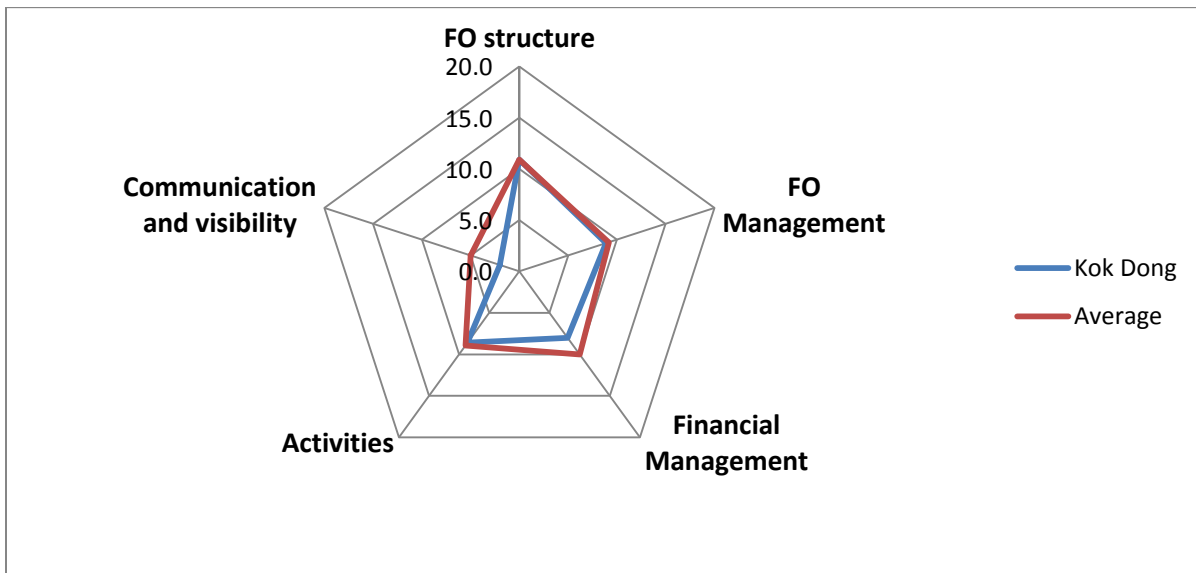 FO structure
20.0
15.0
10.0
5.0
0.0
FO
Management
Financial
Management
Activities
Communication
and visibility
Kok Dong
Average